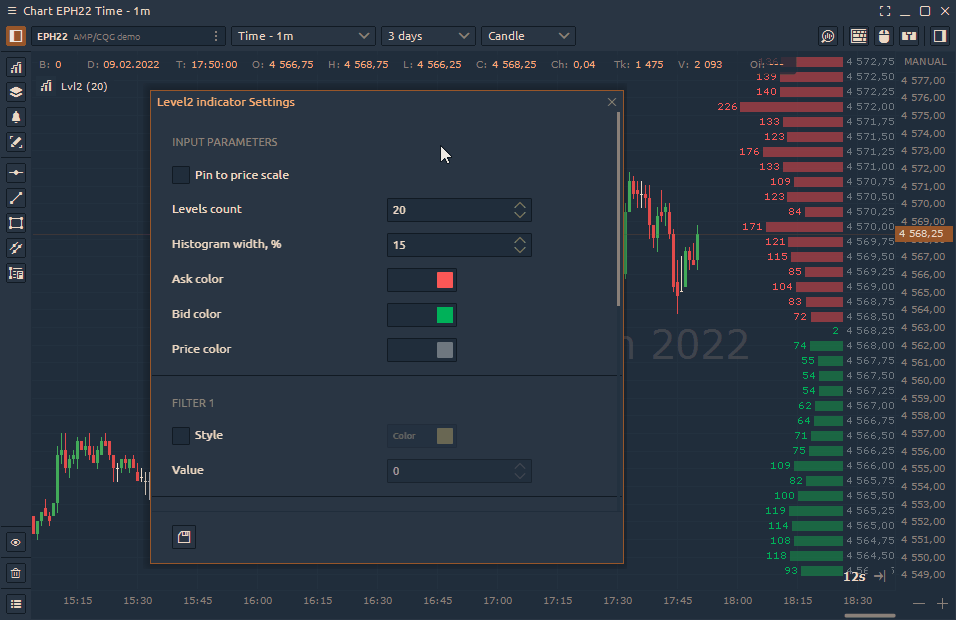 Chart EPH22 Time - 1m
EPH22 AMP/CQG demo Time - 1m 3 days Candle
B: 0 D: 09.02.2022 T: 17:50:00 O: 4 566,75 H: 4 568,75 L: 4 566,25 C: 4 568,25 Ch: 0,04 Tk: 1 475 V: 2 093 OI:
Lvl2 (20)
Level2 indicator Settings
INPUT PARAMETERS
Pin to price scale
Levels count 20
Histogram width, % 15
Ask color
Bid color
Price color
FILTER 1
Style Color
Value 0
2022
4 572,75
139 4 572,50
140 4 572,25
226 4 572,00
133 4 571,75
123 4 571,50
176 4 571,25
133 4 571,00
109 4 570,75
123 4 570,50
84 4 570,25
171 4 570,00
121 4 569,75
115 4 569,50
85 4 569,25
104 4 569,00
83 4 568,75
72 4 568,50
2 4 568,25
74 4 568,00
55 4 567,75
54 4 567,50
54 4 567,25
62 4 567,00
64 4 566,75
71 4 566,50
75 4 566,25
109 4 566,00
82 4 565,75
100 4 565,50
119 4 565,25
114 4 565,00
108 4 564,75
118 4 564,50
93
12s
MANUAL
4 577,00
4 576,00
4 575,00
4 574,00
4 573,00
4 572,00
4 571,00
4 570,00
4 569,00
4 568,25
4 567,00
4 566,00
4 565,00
4 564,00
4 563,00
4 562,00
4 561,00
4 560,00
4 559,00
4 558,00
4 557,00
4 556,00
4 555,00
4 554,00
4 553,00
4 552,00
4 551,00
4 550,00
4 549,00
15:15 15:30 15:45 16:00 16:15 16:30 16:45 17:00 17:15 17:30 17:45 18:00 18:15 18:30